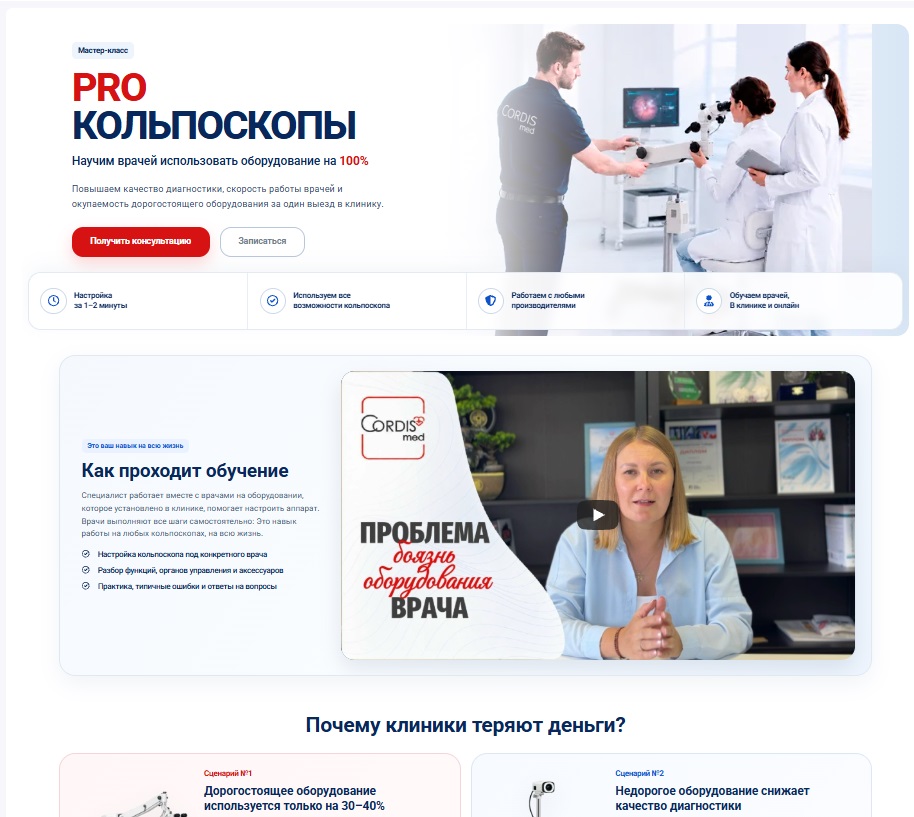 Мастер-класс
PRO
КОЛЬПОСКОПЫ
Научим врачей использовать оборудование на 100%
Повышаем качество диагностики, скорость работы врачей и
окупаемость дорогостоящего оборудования за один выезд в клинику.
Получить консультацию
Записаться
CORDIS
med
Настройка
за 1–2 минуты
Используем все
возможности кольпоскопа
Работаем с любыми
производителями
Обучаем врачей,
В клинике и онлайн
Это ваш навык на всю жизнь
Как проходит обучение
Специалист работает вместе с врачами на оборудовании,
которое установлено в клинике, помогает настроить аппарат.
Врачи выполняют все шаги самостоятельно: Это навык
работы на любых кольпоскопах, на всю жизнь.
Настройка кольпоскопа под конкретного врача
Разбор функций, органов управления и аксессуаров
Практика, типичные ошибки и ответы на вопросы
CORDIS
med
ПРОБЛЕМА
боязнь
оборудования
ВРАЧА
Почему клиники теряют деньги?
Сценарий №1
Дорогостоящее оборудование
используется только на 30–40%
Сценарий №2
Недорогое оборудование снижает
качество диагностики